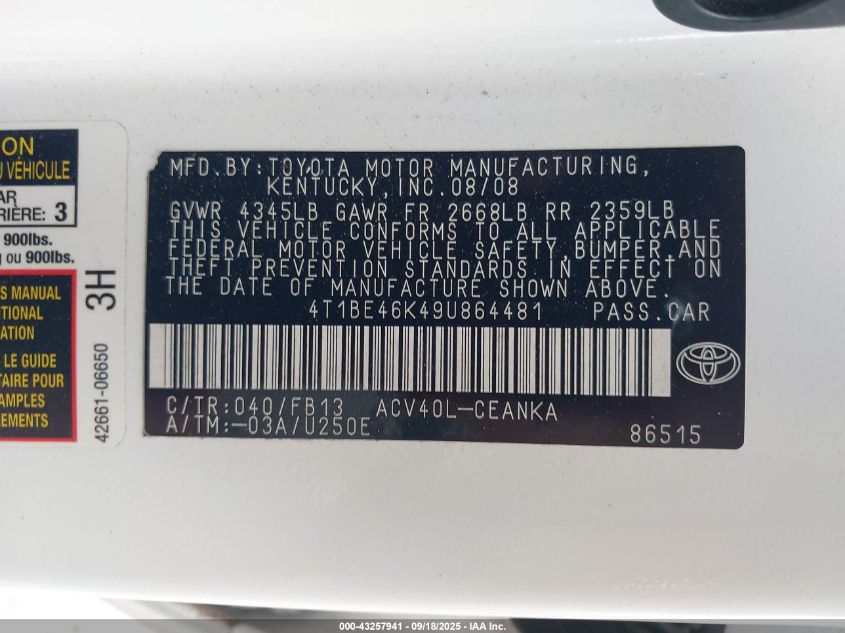 ON
U VÉHICULE
AR
RIÈRE: 3
900lbs.
g ou 900lbs.
S MANUAL
TIONAL
ATION
LE GUIDE
TAIRE POUR
AMPLES
EMENTS
42661-06650
3H
MFD.BY:TOYOTA MOTOR MANUFACTURING,
KENTUCKY,INC.08/08
GVWR 4345LB GAWR FR 2668LB RR 2359LB
THIS VEHICLE CONFORMS TO ALL APPLICABLE
FEDERAL MOTOR VEHICLE SAFETY,BUMPER,AND
THEFT PREVENTION STANDARDS IN EFFECT ON
THE DATE OF MANUFACTURE SHOWN ABOVE.
4T1BE46K49U864481 PASS.CAR
C/TR:040/FB13 ACV40L-CEANKA
A/TM:-03A/U250E
86515
000-43257941 - 09/18/2025 - IAA Inc.